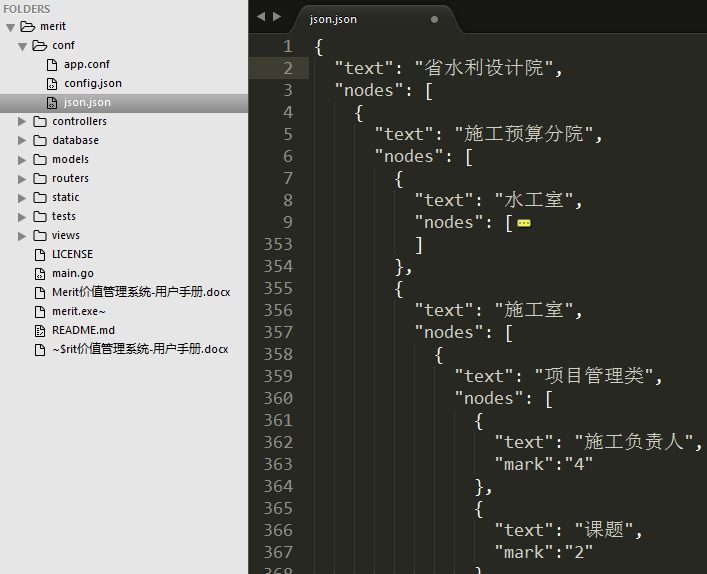 FOLDERS
merit
conf
app.conf
config.json
json.json
controllers
database
models
routers
static
tests
views
LICENSE
main.go
Merit价值管理系统-用户手册.docx
merit.exe~
README.md
~$rit价值管理系统-用户手册.docx
json.json
1 {
2 "text": "省水利设计院",
3 "nodes": [
4 {
5 "text": "施工预算分院",
6 "nodes": [
7 {
8 "text": "水工室",
9 "nodes": [
353 ]
354 },
355 {
356 "text": "施工室",
357 "nodes": [
358 {
359 "text": "项目管理类",
360 "nodes": [
361 {
362 "text": "施工负责人",
363 "mark":"4"
364 },
365 {
366 "text": "课题",
367 "mark":"2"
368 }